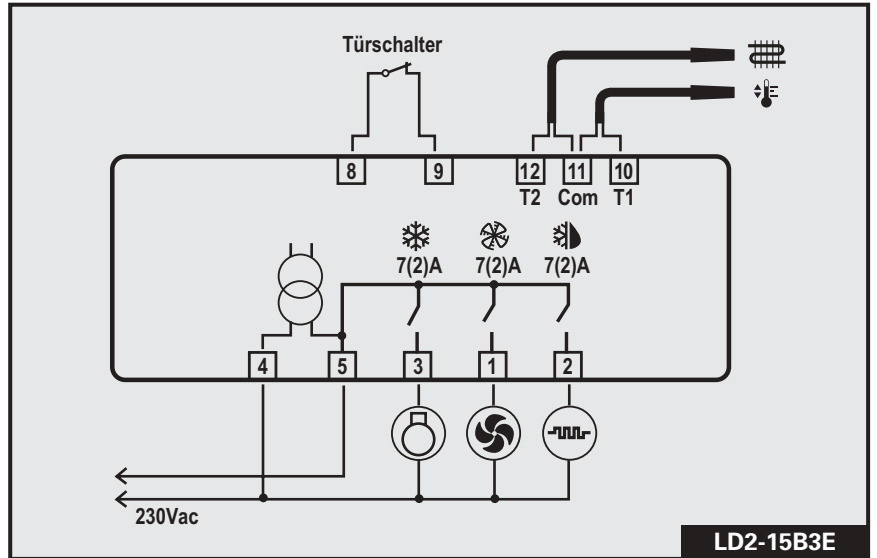 Türschalter
8 9 12 11 10
T2 Com T1
7(2)A 7(2)A 7(2)A
4 5 3 1 2
230Vac
LD2-15B3E